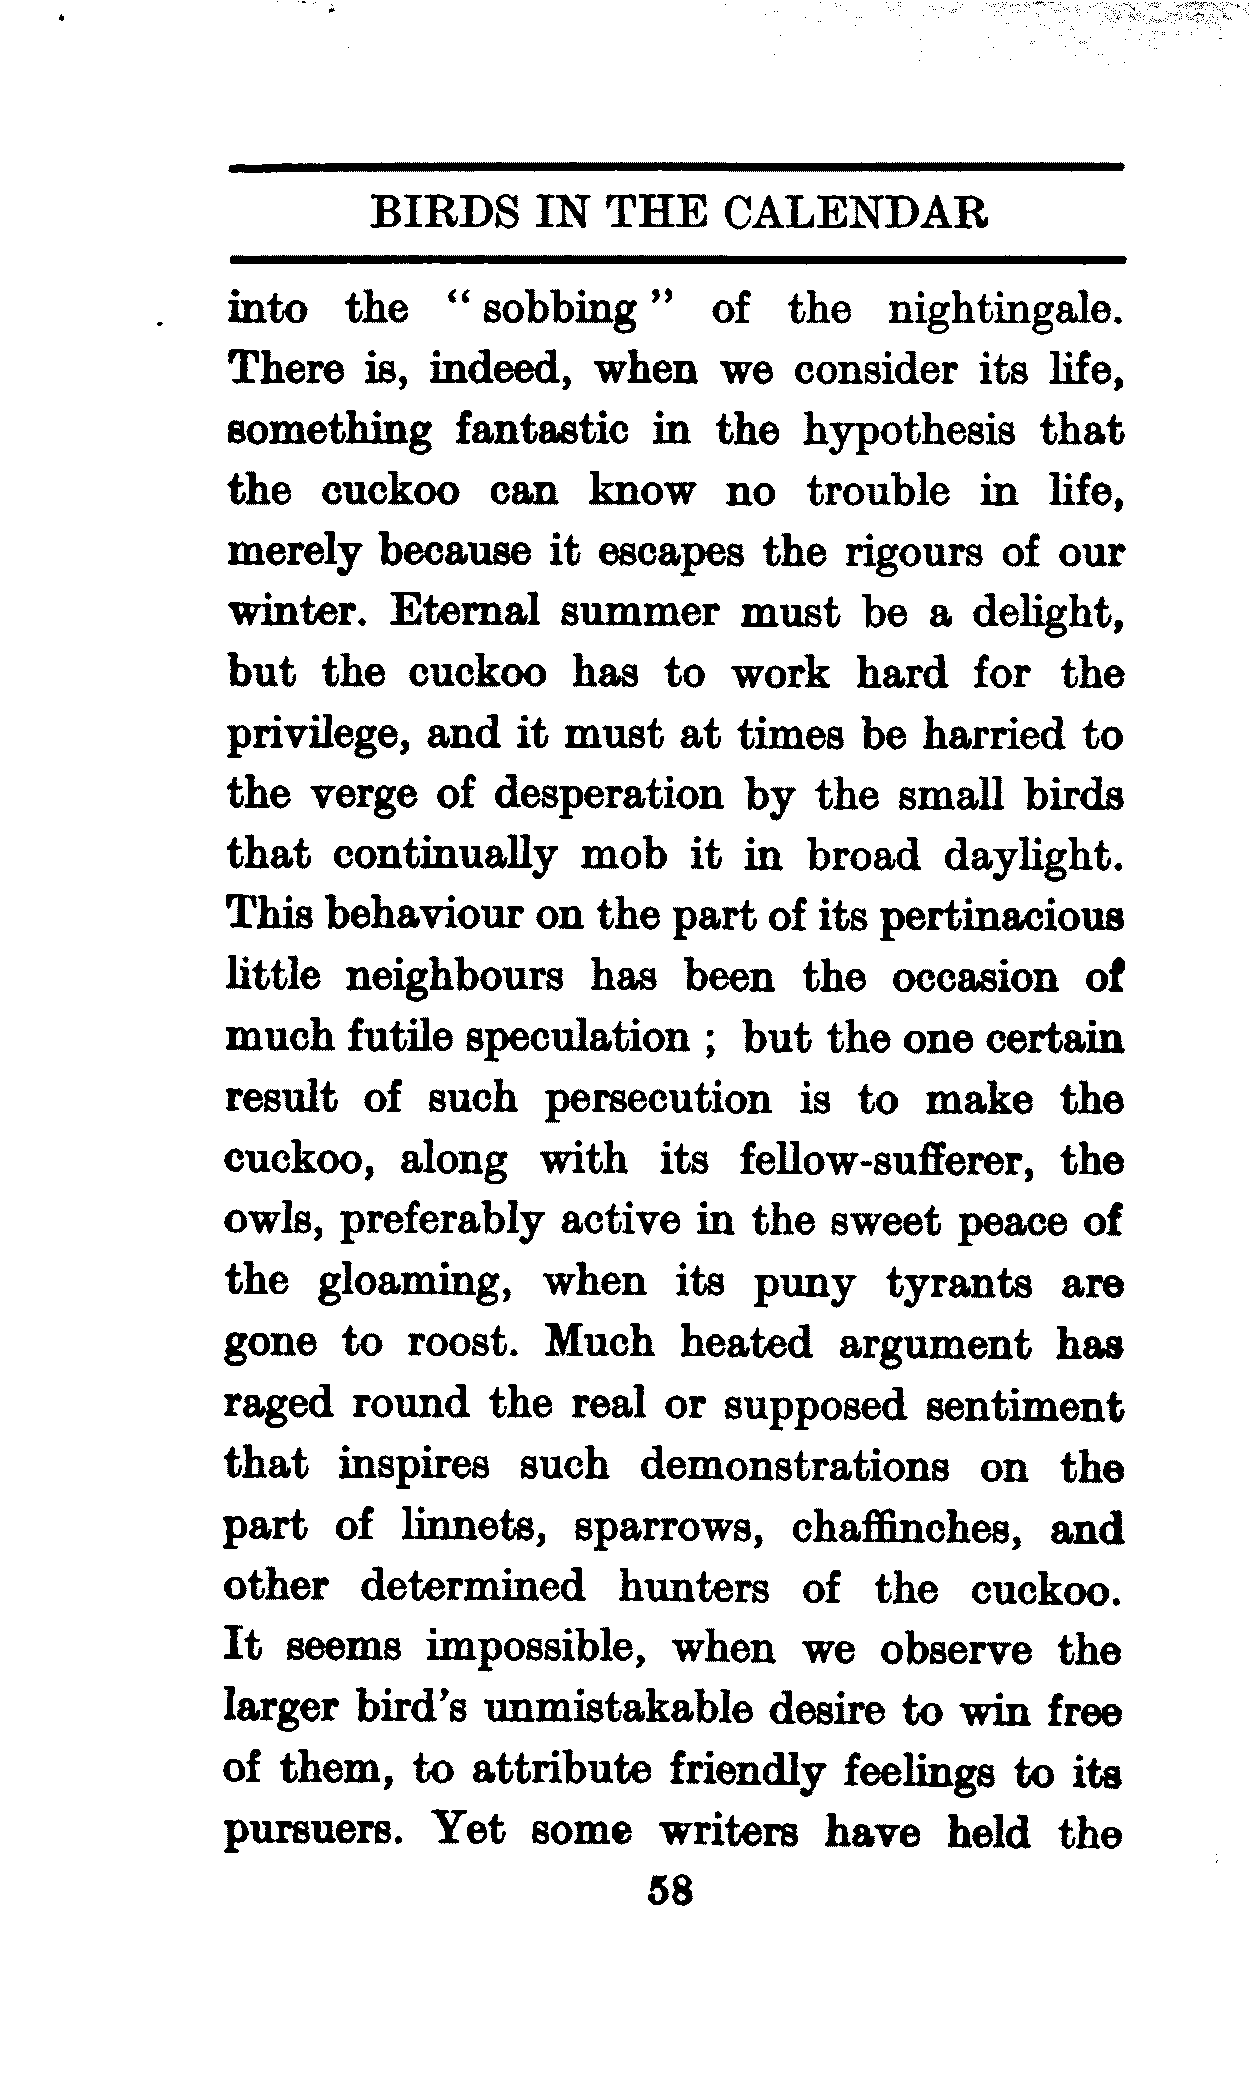 BIRDS IN THE CALENDAR
into the “ sobbing ” of the nightingale.
There is, indeed, when we consider its life,
something fantastic in the hypothesis that
the cuckoo can know no trouble in life,
merely because it escapes the rigours of our
winter. Eternal summer must be a delight,
but the cuckoo has to work hard for the
privilege, and it must at times be harried to
the verge of desperation by the small birds
that continually mob it in broad daylight.
This behaviour on the part of its pertinacious
little neighbours has been the occasion of
much futile speculation ; but the one certain
result of such persecution is to make the
cuckoo, along with its fellow-sufferer, the
owls, preferably active in the sweet peace of
the gloaming, when its puny tyrants are
gone to roost. Much heated argument has
raged round the real or supposed sentiment
that inspires such demonstrations on the
part of linnets, sparrows, chaffinches, and
other determined hunters of the cuckoo.
It seems impossible, when we observe the
larger bird's unmistakable desire to win free
of them, to attribute friendly feelings to its
pursuers. Yet some writers have held the
58